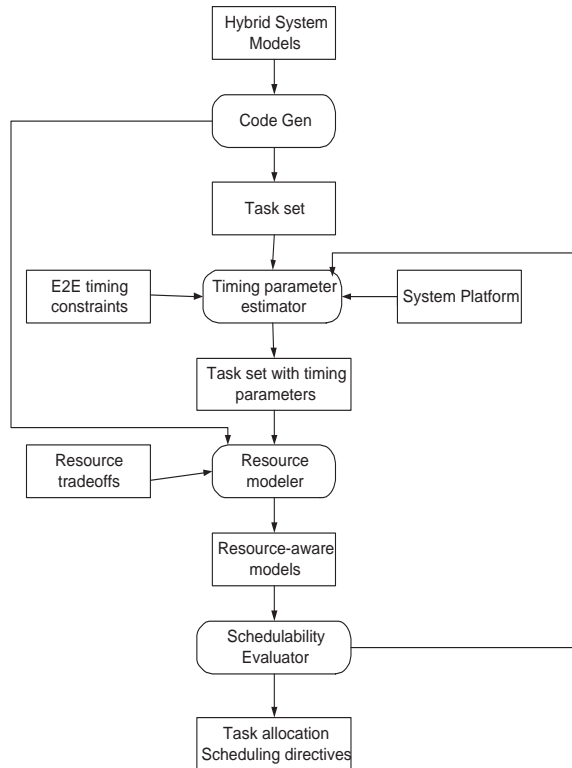 Hybrid System
Models
Code Gen
Task set
E2E timing
constraints
Timing parameter
estimator
System Platform
Task set with timing
parameters
Resource
tradeoffs
Resource
modeler
Resource-aware
models
Schedulability
Evaluator
Task allocation
Scheduling directives